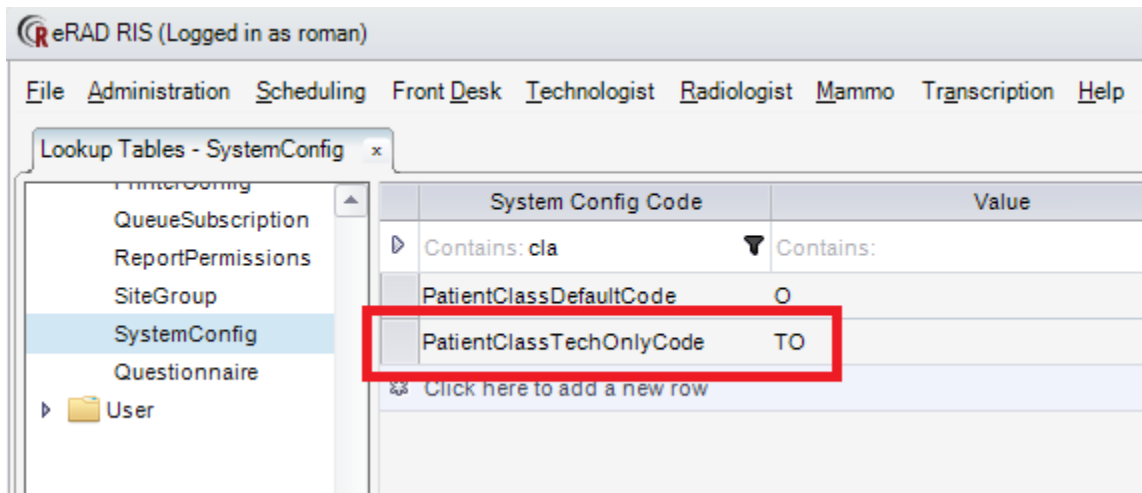 eRAD RIS (Logged in as roman)
File Administration Scheduling Front Desk Technologist Radiologist Mammo Transcription Help
Lookup Tables - SystemConfig x
PrinterConfig
QueueSubscription
ReportPermissions
SiteGroup
SystemConfig
Questionnaire
User
System Config Code Value
Contains: cla Contains:
PatientClassDefaultCode O
PatientClassTechOnlyCode TO
Click here to add a new row